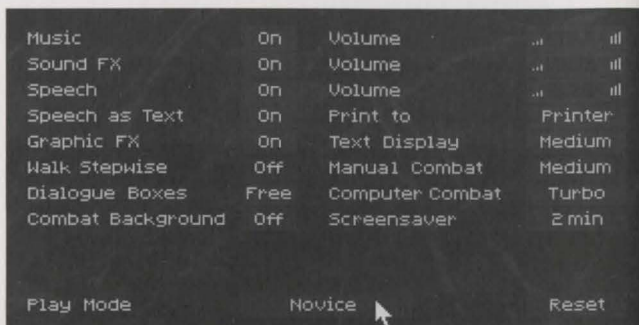 Music On Volume
Sound FX On Volume
Speech On Volume
Speech as Text On Print to Printer
Graphic FX On Text Display Medium
Walk Stepwise Off Manual Combat Medium
Dialogue Boxes Free Computer Combat Turbo
Combat Background Off Screensaver 2 min
Play Mode Novice Reset